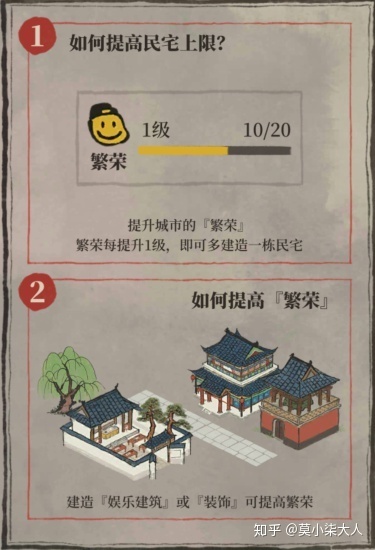 1 如何提高民宅上限?
1级 10/20
繁荣
提升城市的『繁荣』
繁荣每提升1级，即可多建造一栋民宅
2 如何提高『繁荣』
建造『娱乐建筑』或『装饰』可提高繁荣
知乎 @莫小柒大人